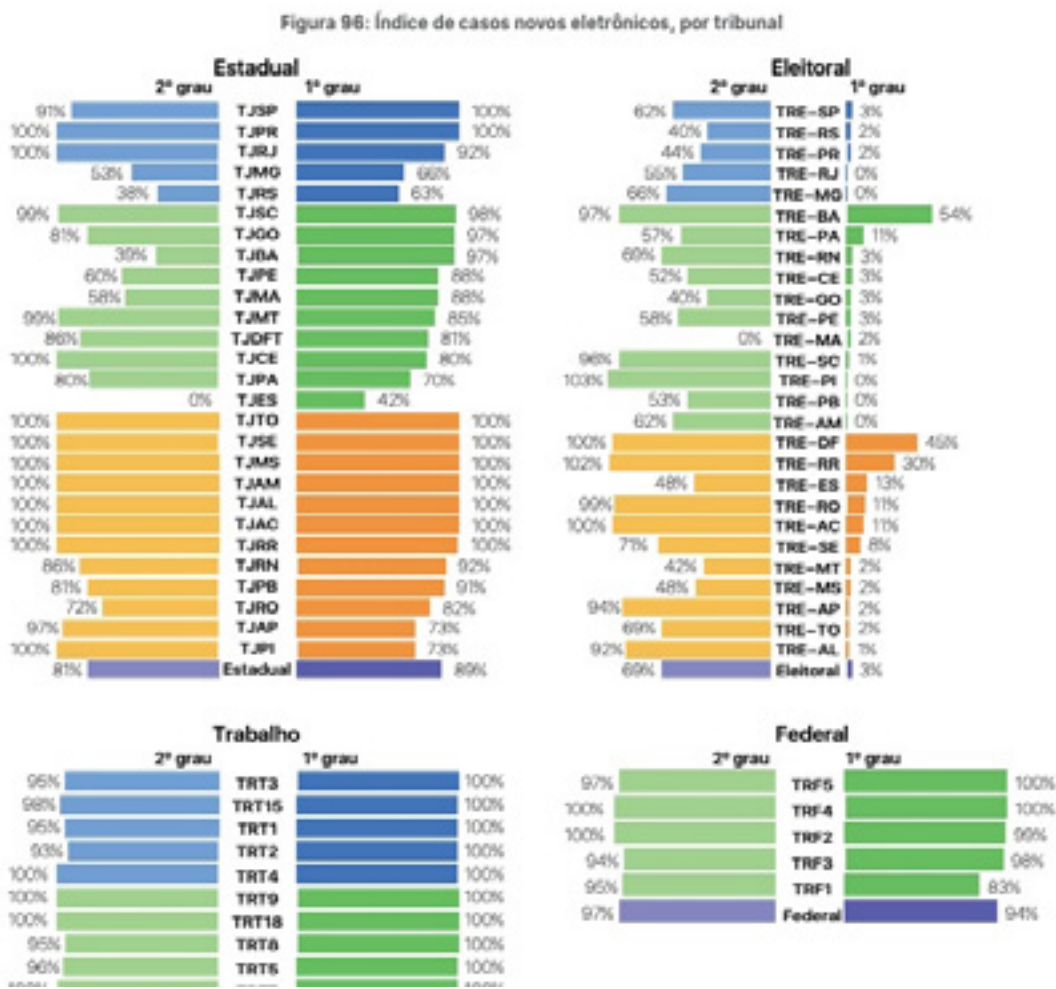 Figura 96: Índice de casos novos eletrônicos, por tribunal
Estadual
2º grau 1º grau
91% TJSP 100%
100% TJPR 100%
100% TJRJ 92%
53% TJMG 66%
38% TJRS 63%
99% TJSC 98%
81% TJGO 97%
39% TJBA 97%
60% TJPE 88%
58% TJMA 88%
99% TJMT 85%
86% TJDFT 81%
100% TJCE 80%
80% TJPA 70%
0% TJES 42%
100% TJTO 100%
100% TJSE 100%
100% TJMS 100%
100% TJAM 100%
100% TJAL 100%
100% TJAC 100%
100% TJRR 100%
86% TJRN 92%
81% TJPB 91%
72% TJRO 82%
97% TJAP 73%
100% TJPI 73%
81% Estadual 89%
Eleitoral
2º grau 1º grau
62% TRE-SP 3%
40% TRE-RS 2%
44% TRE-PR 2%
55% TRE-RJ 0%
66% TRE-MG 0%
97% TRE-BA 54%
57% TRE-PA 11%
69% TRE-RN 3%
52% TRE-CE 3%
40% TRE-GO 3%
58% TRE-PE 3%
0% TRE-MA 2%
TRE-SC 1%
103% TRE-PI 0%
53% TRE-PB 0%
62% TRE-AM 0%
100% TRE-DF 45%
102% TRE-RR 30%
48% TRE-ES 13%
99% TRE-RO 11%
100% TRE-AC 11%
71% TRE-SE 8%
42% TRE-MT 2%
48% TRE-MS 2%
94% TRE-AP 2%
69% TRE-TO 2%
92% TRE-AL 1%
69% Eleitoral 3%
Trabalho
2º grau 1º grau
95% TRT3 100%
98% TRT15 100%
95% TRT1 100%
93% TRT2 100%
100% TRT4 100%
100% TRT9 100%
100% TRT18 100%
95% TRT8 100%
96% TRT5 100%
Federal
2º grau 1º grau
97% TRF5 100%
100% TRF4 100%
100% TRF2 99%
94% TRF3 98%
95% TRF1 83%
97% Federal 94%